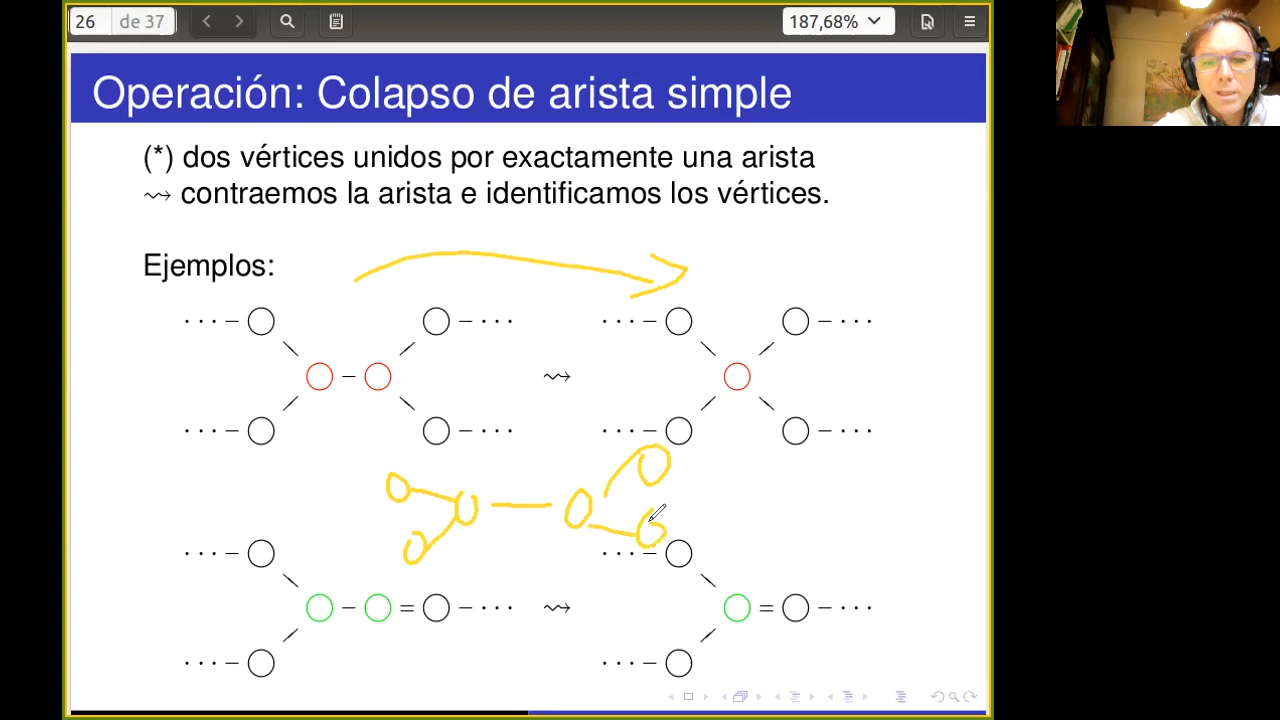 26 de 37 187,68%
Operación: Colapso de arista simple
(*) dos vértices unidos por exactamente una arista
⇝ contraemos la arista e identificamos los vértices.
Ejemplos: